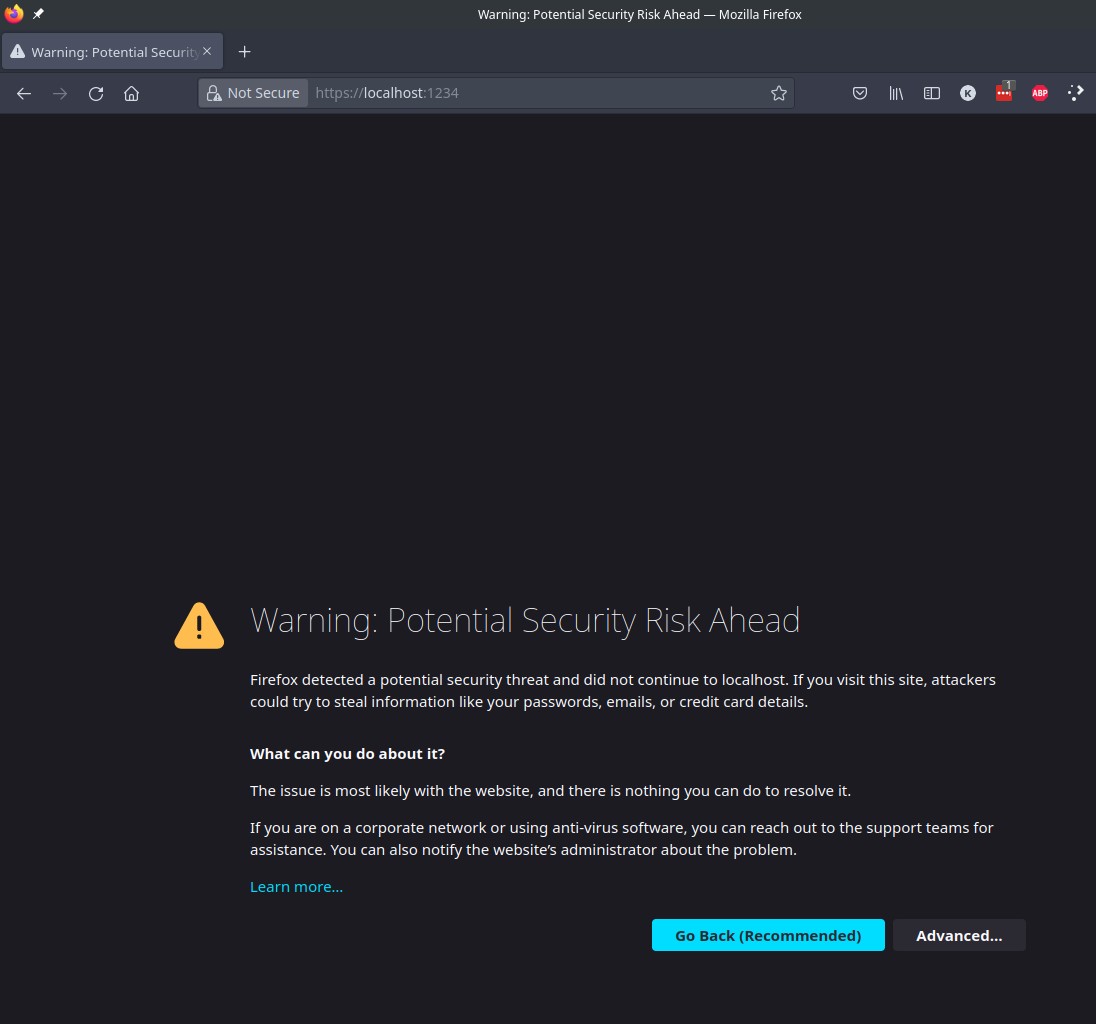 Warning: Potential Security Risk Ahead — Mozilla Firefox
Warning: Potential Security
Not Secure https://localhost:1234
K
1
ABP
Warning: Potential Security Risk Ahead
Firefox detected a potential security threat and did not continue to localhost. If you visit this site, attackers
could try to steal information like your passwords, emails, or credit card details.
What can you do about it?
The issue is most likely with the website, and there is nothing you can do to resolve it.
If you are on a corporate network or using anti-virus software, you can reach out to the support teams for
assistance. You can also notify the website’s administrator about the problem.
Learn more…
Go Back (Recommended) Advanced…